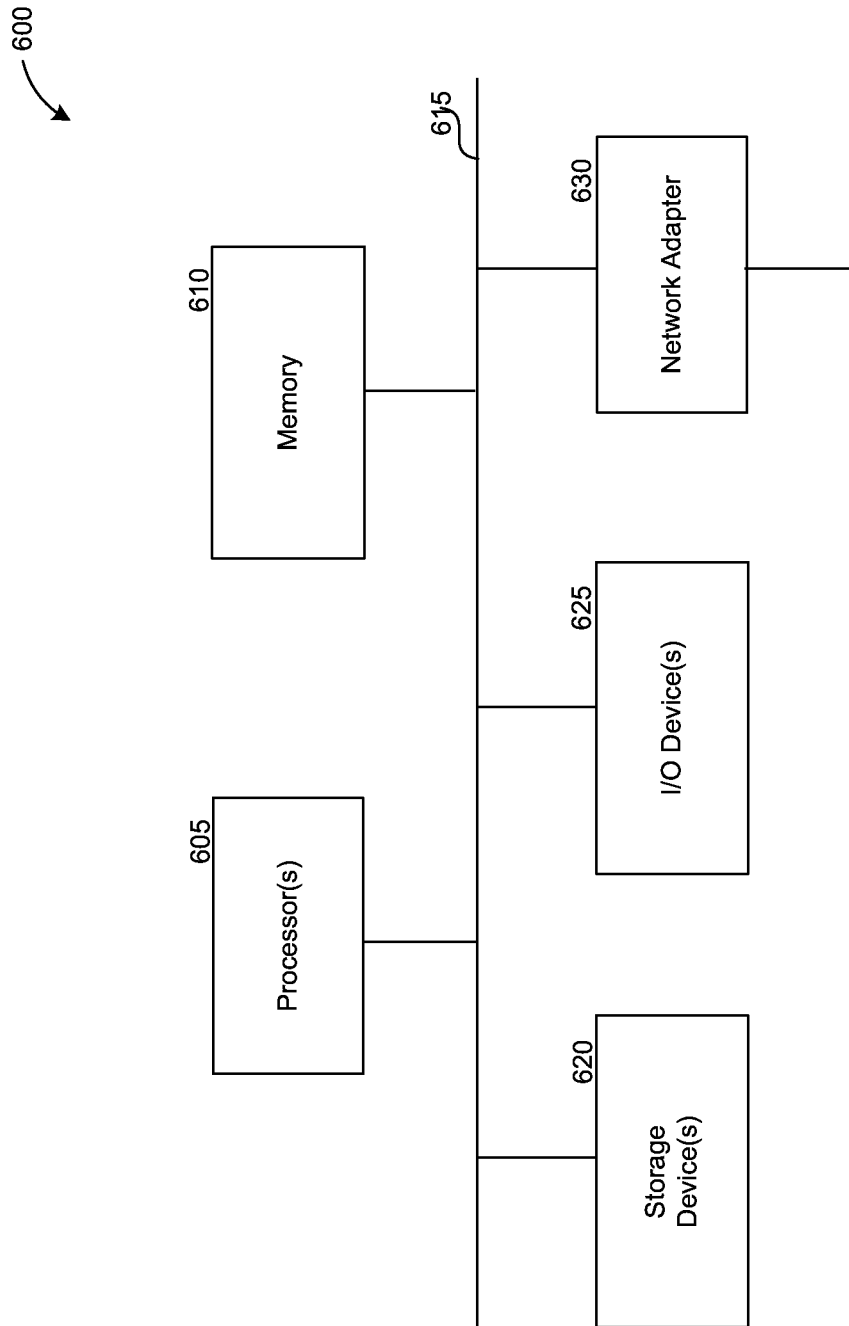 600
605
Processor(s)
610
Memory
615
620
Storage
Device(s)
625
I/O Device(s)
630
Network Adapter